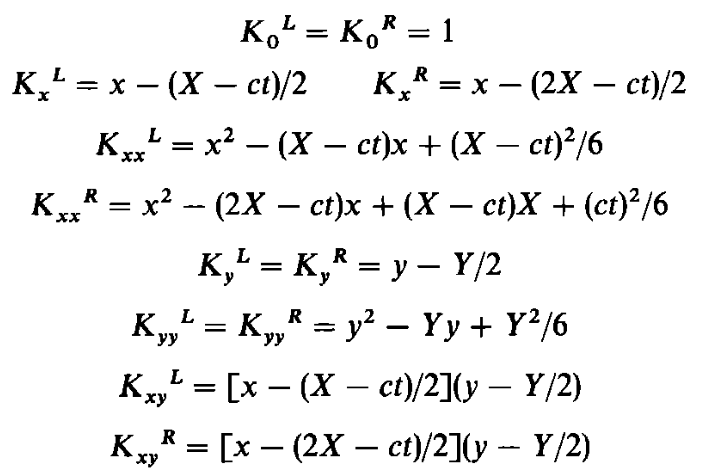 K₀ᴸ = K₀ᴿ = 1
Kₓᴸ = x − (X − ct)/2 Kₓᴿ = x − (2X − ct)/2
Kₓₓᴸ = x² − (X − ct)x + (X − ct)²/6
Kₓₓᴿ = x² − (2X − ct)x + (X − ct)X + (ct)²/6
K_yᴸ = K_yᴿ = y − Y/2
K_yyᴸ = K_yyᴿ = y² − Yy + Y²/6
K_xyᴸ = [x − (X − ct)/2](y − Y/2)
K_xyᴿ = [x − (2X − ct)/2](y − Y/2)